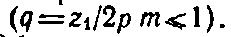 (q = z₁/2p m ⩽ 1).